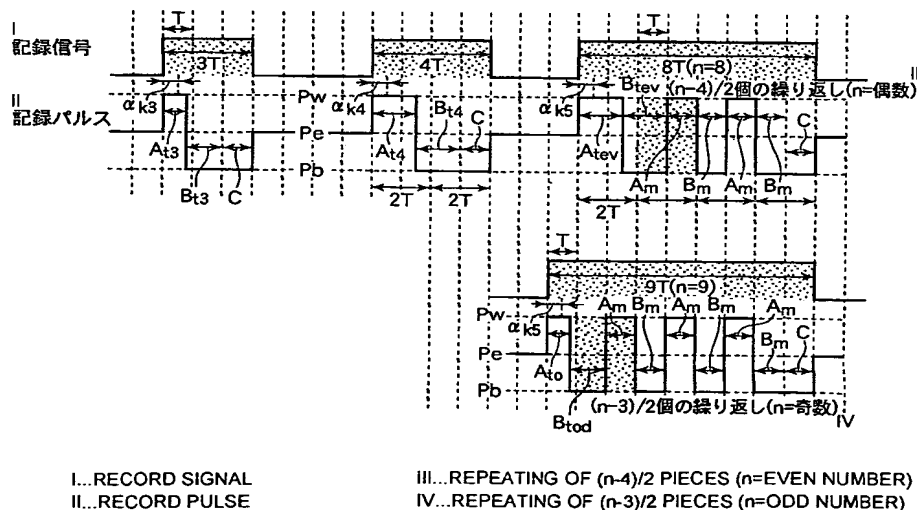 I
記録信号
T
3T
4T
T
8T(n=8)
III
αk3
αk4
αk5
Btev
(n-4)/2個の繰り返し(n=偶数)
II
記録パルス
Pw
Pe
Pb
At3
Bt3
C
At4
Bt4
C
Atev
Am
Bm
Am
Bm
C
2T
2T
2T
T
9T(n=9)
αk5
Pw
Pe
Pb
Ato
Btod
Am
Bm
Am
Bm
Am
Bm
C
(n-3)/2個の繰り返し(n=奇数)
IV
I...RECORD SIGNAL
II...RECORD PULSE
III...REPEATING OF (n-4)/2 PIECES (n=EVEN NUMBER)
IV...REPEATING OF (n-3)/2 PIECES (n=ODD NUMBER)